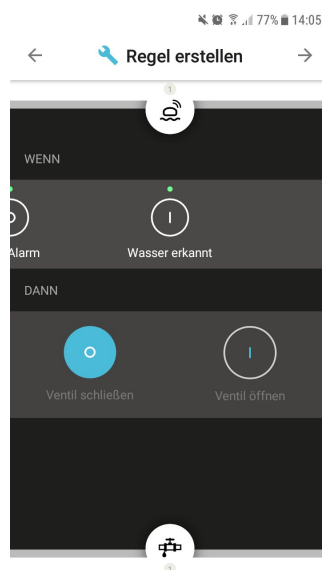 77% 14:05
Regel erstellen
1
WENN
Alarm
Wasser erkannt
DANN
Ventil schließen
Ventil öffnen
1